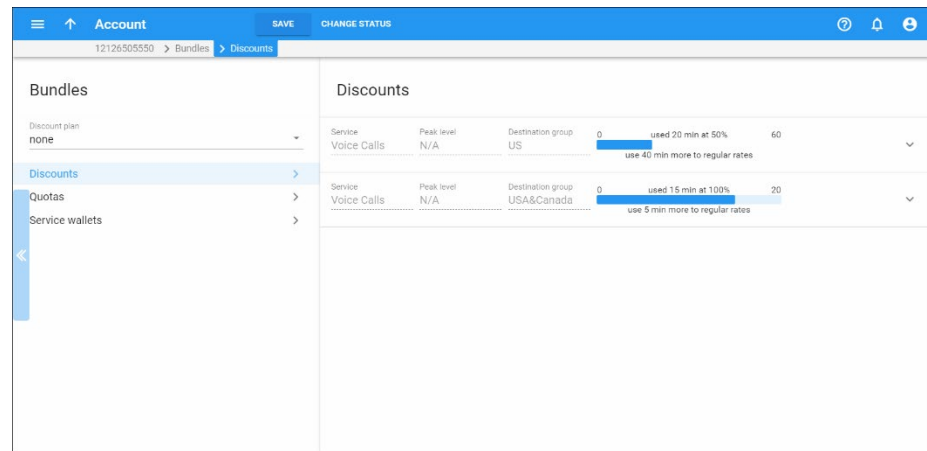 Account SAVE CHANGE STATUS
12126505550 > Bundles > Discounts
Bundles
Discount plan
none
Discounts
Quotas
Service wallets
Discounts
Service Peak level Destination group 0 used 20 min at 50% 60
Voice Calls N/A US
use 40 min more to regular rates
Service Peak level Destination group 0 used 15 min at 100% 20
Voice Calls N/A USA&Canada
use 5 min more to regular rates